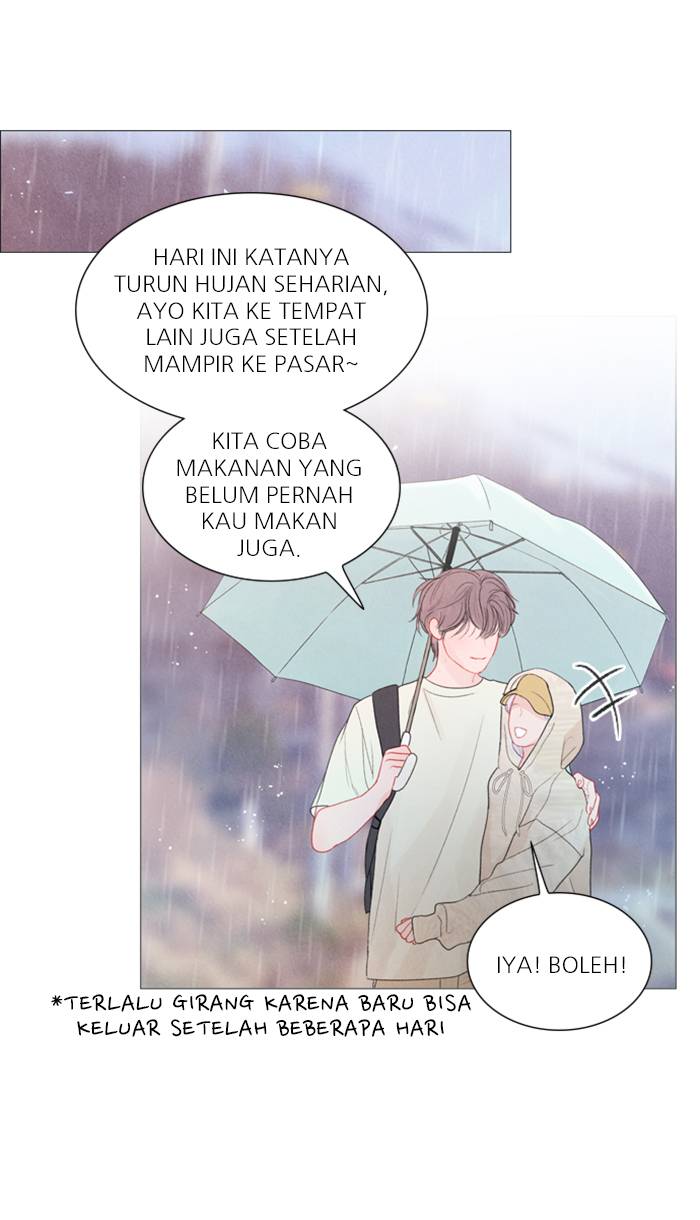 HARI INI KATANYA
TURUN HUJAN SEHARIAN,
AYO KITA KE TEMPAT
LAIN JUGA SETELAH
MAMPIR KE PASAR~
KITA COBA
MAKANAN YANG
BELUM PERNAH
KAU MAKAN
JUGA.
IYA! BOLEH!
*TERLALU GIRANG KARENA BARU BISA
KELUAR SETELAH BEBERAPA HARI